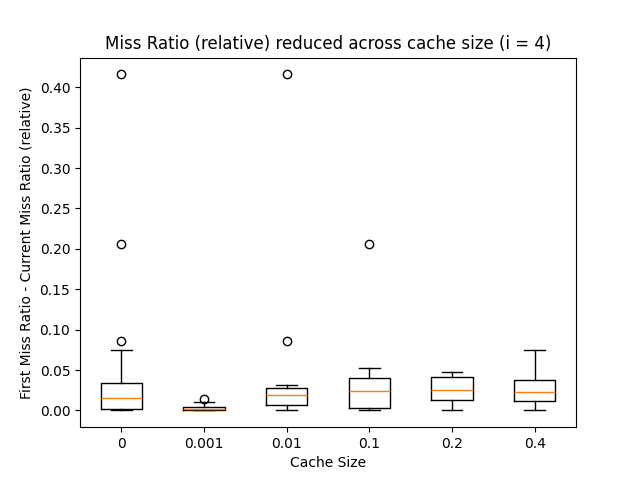 Miss Ratio (relative) reduced across cache size (i = 4)
First Miss Ratio - Current Miss Ratio (relative)
0.40
0.35
0.30
0.25
0.20
0.15
0.10
0.05
0.00
0 0.001 0.01 0.1 0.2 0.4
Cache Size